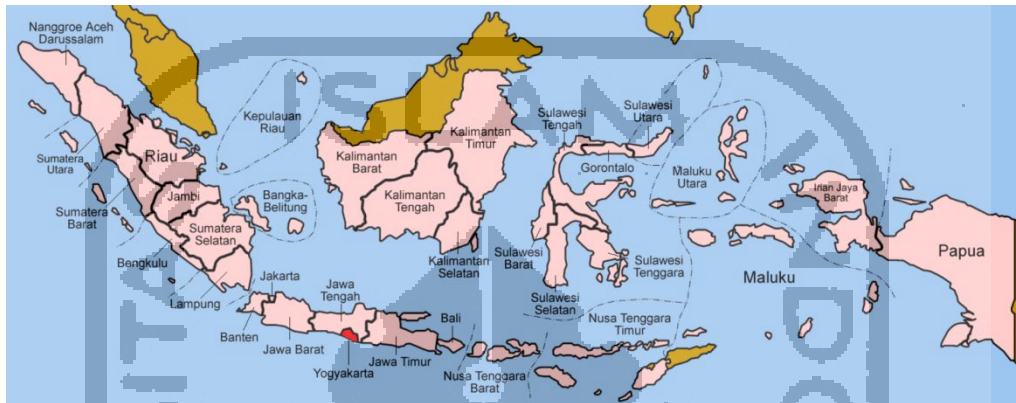 Nanggroe Aceh
Darussalam
Sumatera
Utara
Sumatera
Barat
Riau
Kepulauan
Riau
Jambi
Bangka-
Belitung
Sumatera
Selatan
Bengkulu
Lampung
Jakarta
Banten
Jawa Barat
Jawa
Tengah
Yogyakarta
Jawa Timur
Bali
Nusa Tenggara
Barat
Nusa Tenggara
Timur
Kalimantan
Barat
Kalimantan
Tengah
Kalimantan
Timur
Kalimantan
Selatan
Sulawesi
Tengah
Sulawesi
Utara
Gorontalo
Sulawesi
Barat
Sulawesi
Selatan
Sulawesi
Tenggara
Maluku
Utara
Maluku
Irian Jaya
Barat
Papua
ISLAM